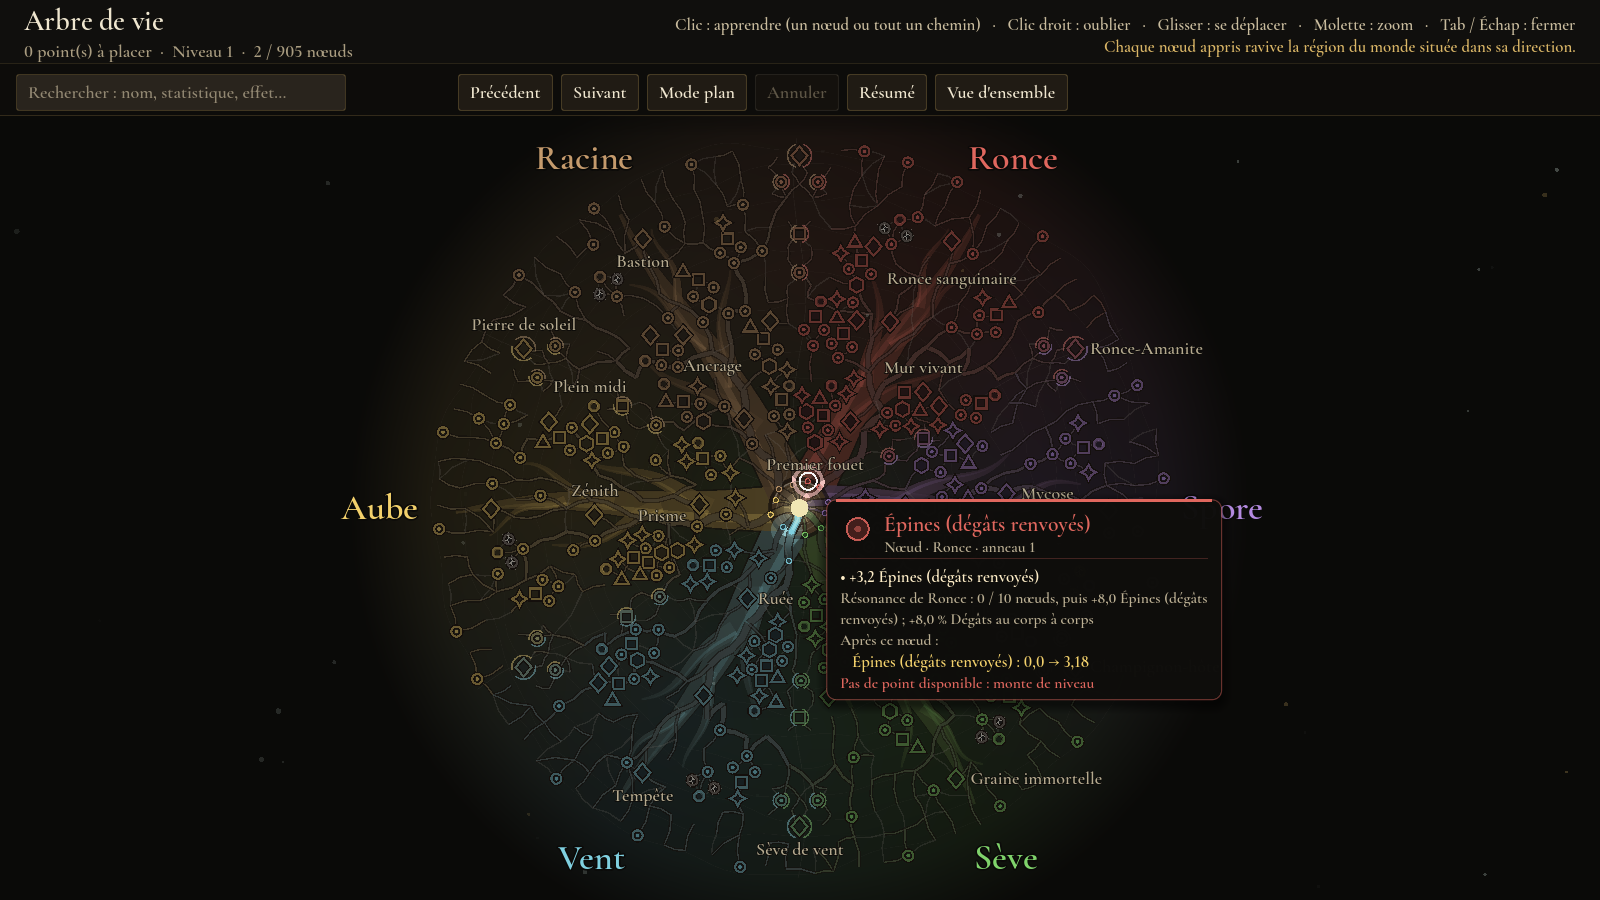 Arbre de vie
0 point(s) à placer · Niveau 1 · 2 / 905 nœuds
Clic : apprendre (un nœud ou tout un chemin) · Clic droit : oublier · Glisser : se déplacer · Molette : zoom · Tab / Échap : fermer
Chaque nœud appris ravive la région du monde située dans sa direction.
Rechercher : nom, statistique, effet...
Précédent
Suivant
Mode plan
Annuler
Résumé
Vue d'ensemble
Racine
Ronce
Bastion
Ronce sanguinaire
Pierre de soleil
Ronce-Amanite
Ancrage
Mur vivant
Plein midi
Premier fouet
Zénith
Mycose
Aube
ore
Prisme
Épines (dégâts renvoyés)
Nœud · Ronce · anneau 1
• +3,2 Épines (dégâts renvoyés)
Résonance de Ronce : 0 / 10 nœuds, puis +8,0 Épines (dégâts
renvoyés) ; +8,0 % Dégâts au corps à corps
Après ce nœud :
Épines (dégâts renvoyés) : 0,0 → 3,18
Pas de point disponible : monte de niveau
Ruée
Graine immortelle
Tempête
Sève de vent
Vent
Sève